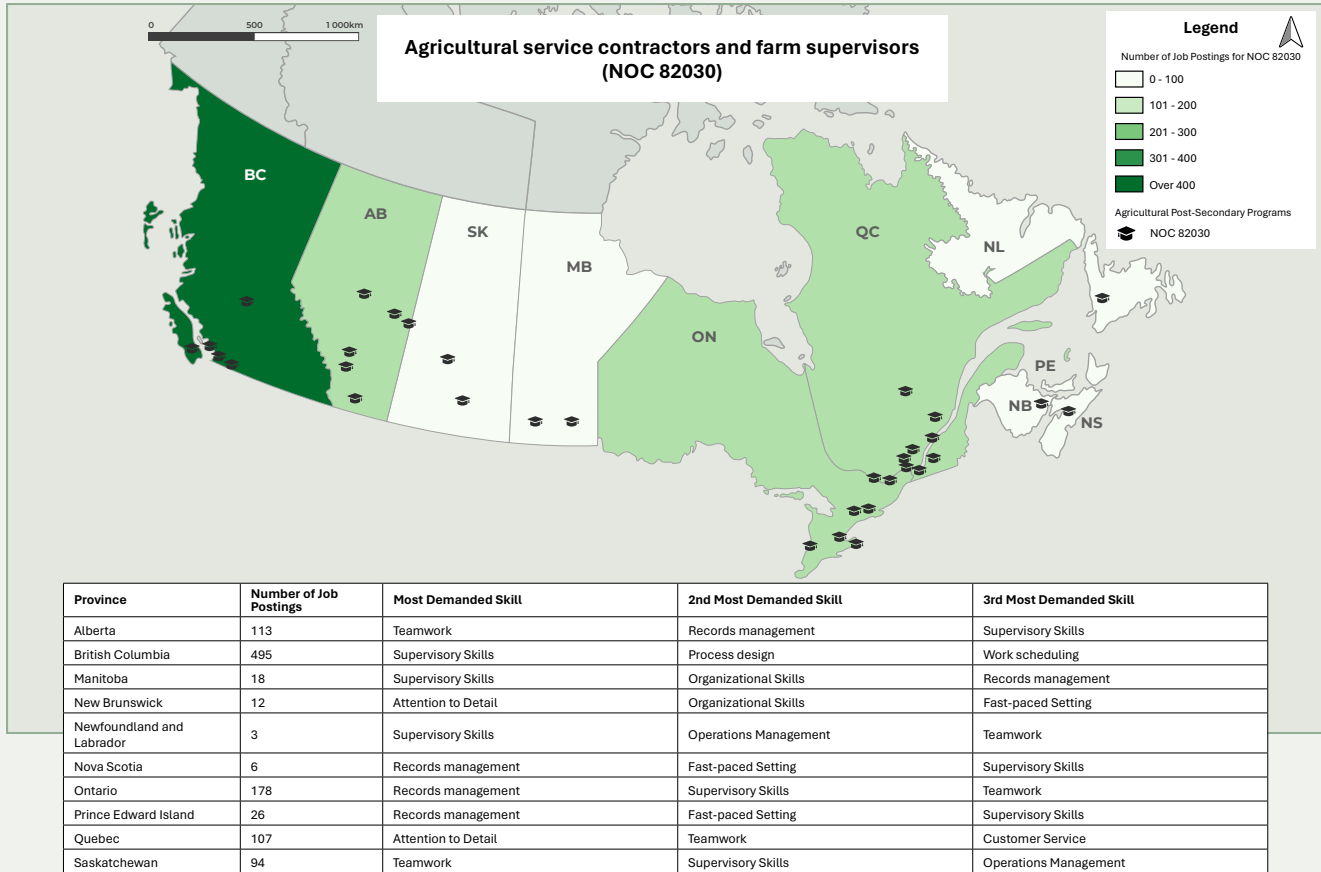 0 500 1 000km
Agricultural service contractors and farm supervisors
(NOC 82030)
Legend
Number of Job Postings for NOC 82030
0 - 100
101 - 200
201 - 300
301 - 400
Over 400
Agricultural Post-Secondary Programs
NOC 82030
BC
AB
SK
MB
ON
QC
NL
PE
NB
NS
Province Number of Job Postings Most Demanded Skill 2nd Most Demanded Skill 3rd Most Demanded Skill
Alberta 113 Teamwork Records management Supervisory Skills
British Columbia 495 Supervisory Skills Process design Work scheduling
Manitoba 18 Supervisory Skills Organizational Skills Records management
New Brunswick 12 Attention to Detail Organizational Skills Fast-paced Setting
Newfoundland and Labrador 3 Supervisory Skills Operations Management Teamwork
Nova Scotia 6 Records management Fast-paced Setting Supervisory Skills
Ontario 178 Records management Supervisory Skills Teamwork
Prince Edward Island 26 Records management Fast-paced Setting Supervisory Skills
Quebec 107 Attention to Detail Teamwork Customer Service
Saskatchewan 94 Teamwork Supervisory Skills Operations Management